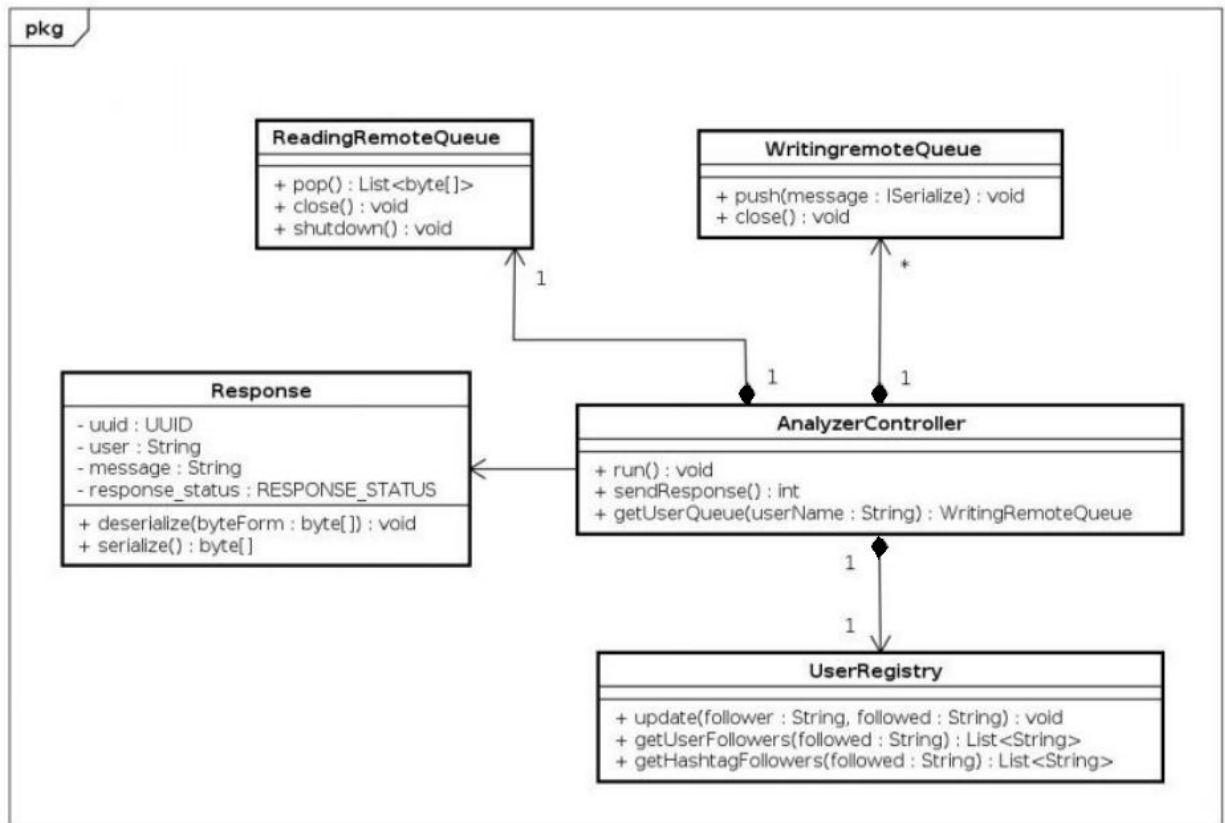 pkg
ReadingRemoteQueue
+ pop() : List<byte[]>
+ close() : void
+ shutdown() : void
WritingremoteQueue
+ push(message : ISerialize) : void
+ close() : void
1
*
1
1
Response
- uuid : UUID
- user : String
- message : String
- response_status : RESPONSE_STATUS
+ deserialize(byteForm : byte[]) : void
+ serialize() : byte[]
AnalyzerController
+ run() : void
+ sendResponse() : int
+ getUserQueue(userName : String) : WritingRemoteQueue
1
1
UserRegistry
+ update(follower : String, followed : String) : void
+ getUserFollowers(followed : String) : List<String>
+ getHashtagFollowers(followed : String) : List<String>